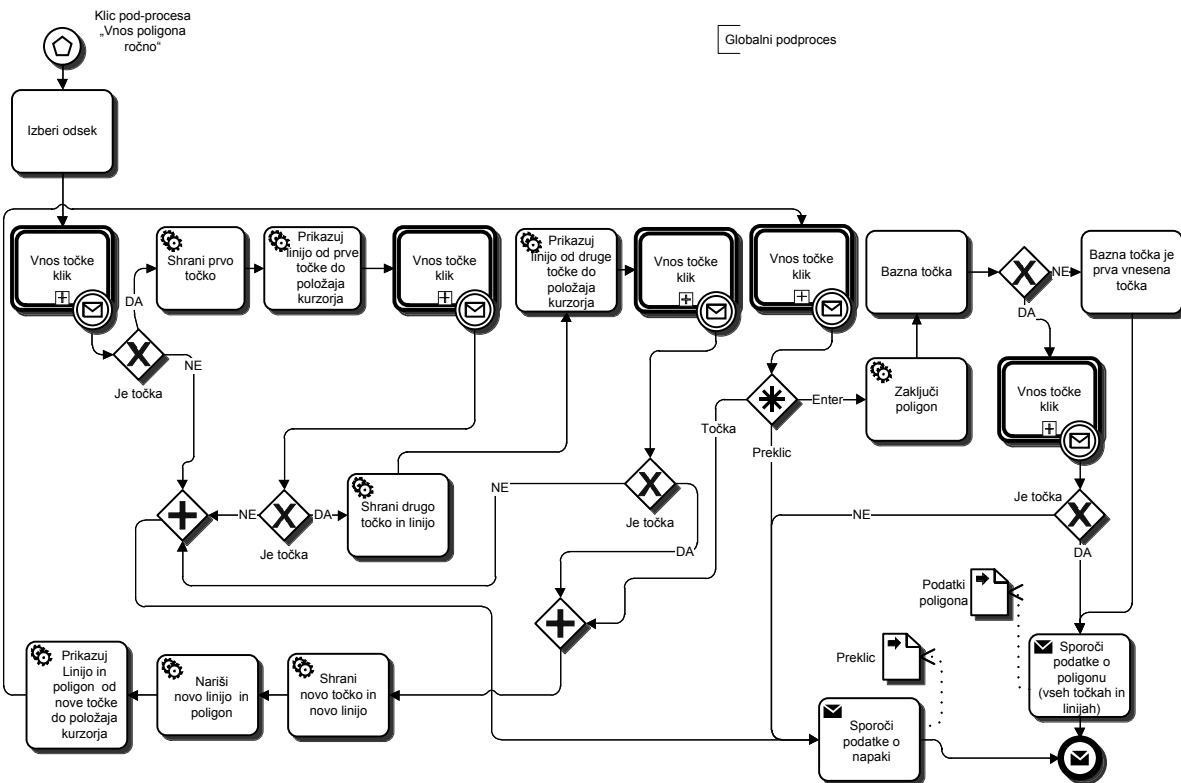 Klic pod-procesa
„Vnos poligona
ročno“
Globalni podproces
Izberi odsek
Vnos točke
klik
Shrani prvo
točko
Prikazuj
linijo od prve
točke do
položaja
kurzorja
Vnos točke
klik
Prikazuj
linijo od druge
točke do
položaja
kurzorja
Vnos točke
klik
Vnos točke
klik
Bazna točka
NE
Bazna točka je
prva vnesena
točka
DA
DA
NE
Je točka
Zaključi
poligon
Vnos točke
klik
Enter
Točka
Preklic
NE
DA
Je točka
Shrani drugo
točko in linijo
NE
Je točka
DA
Je točka
NE
DA
Podatki
poligona
Preklic
Sporoči
podatke o
poligonu
(vseh točkah in
linijah)
Prikazuj
Linijo in
poligon od
nove točke
do položaja
kurzorja
Nariši
novo linijo in
poligon
Shrani
novo točko in
novo linijo
Sporoči
podatke o
napaki